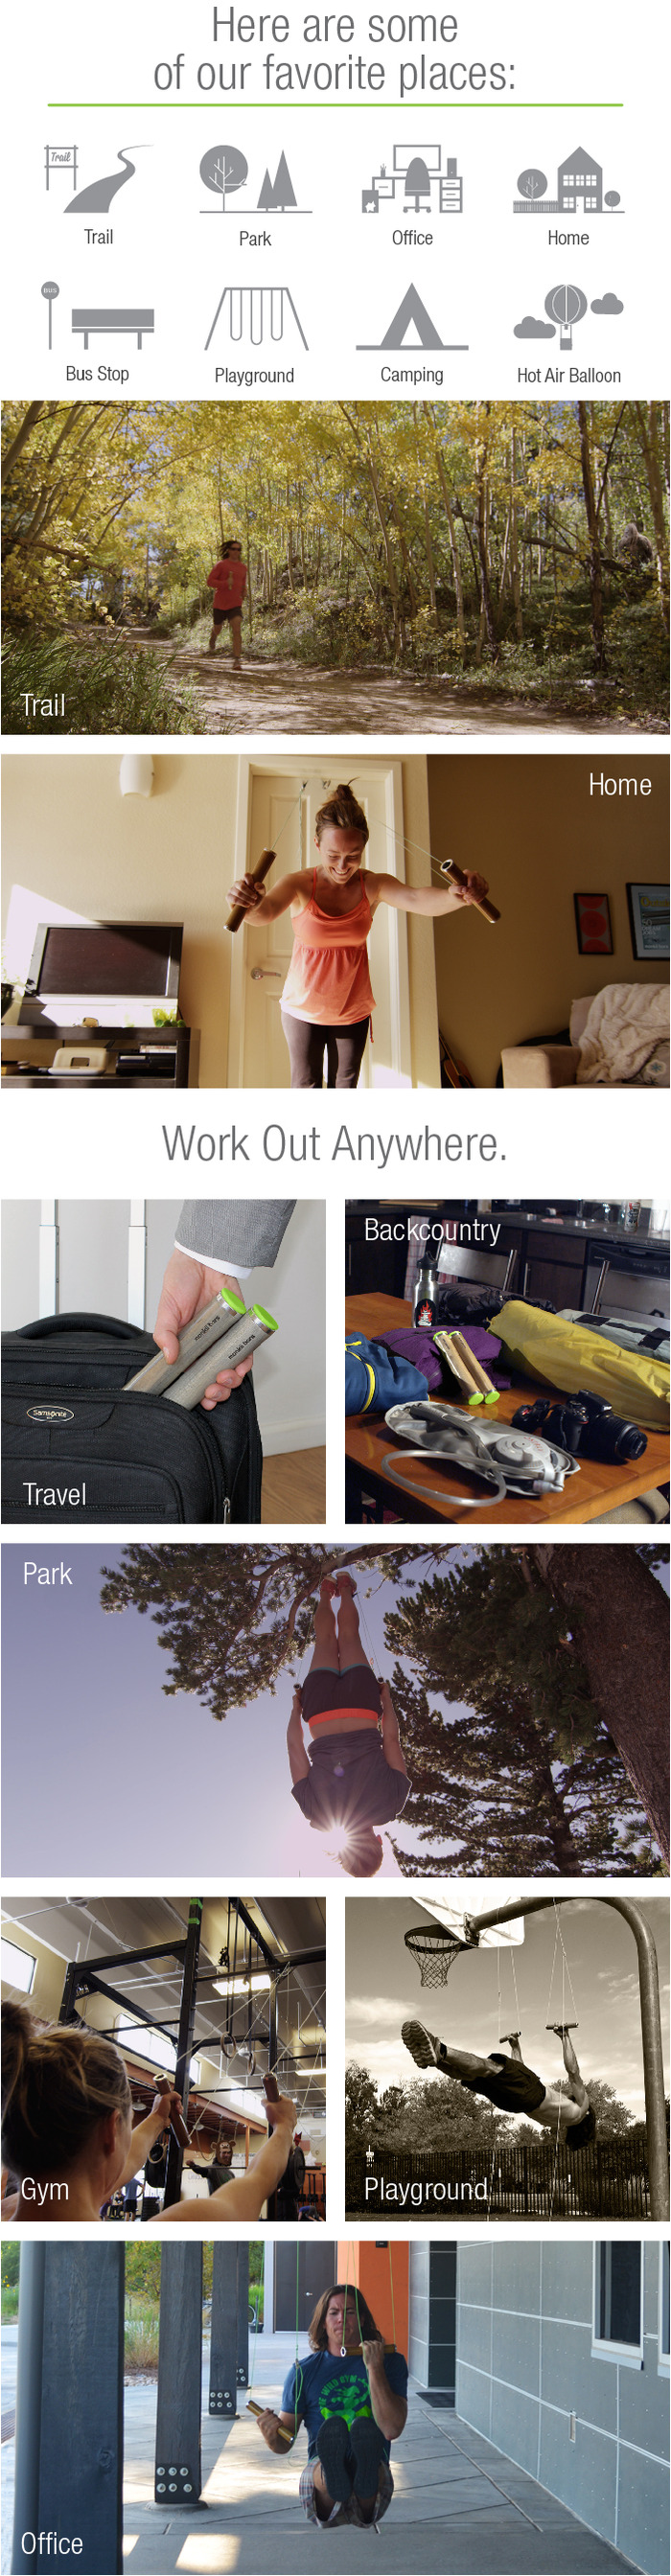 Here are some
of our favorite places:
Trail
Trail
Park
Office
Home
BUS
Bus Stop
Playground
Camping
Hot Air Balloon
Trail
Home
Work Out Anywhere.
Samsonite
Travel
Backcountry
Park
Gym
Playground
Office